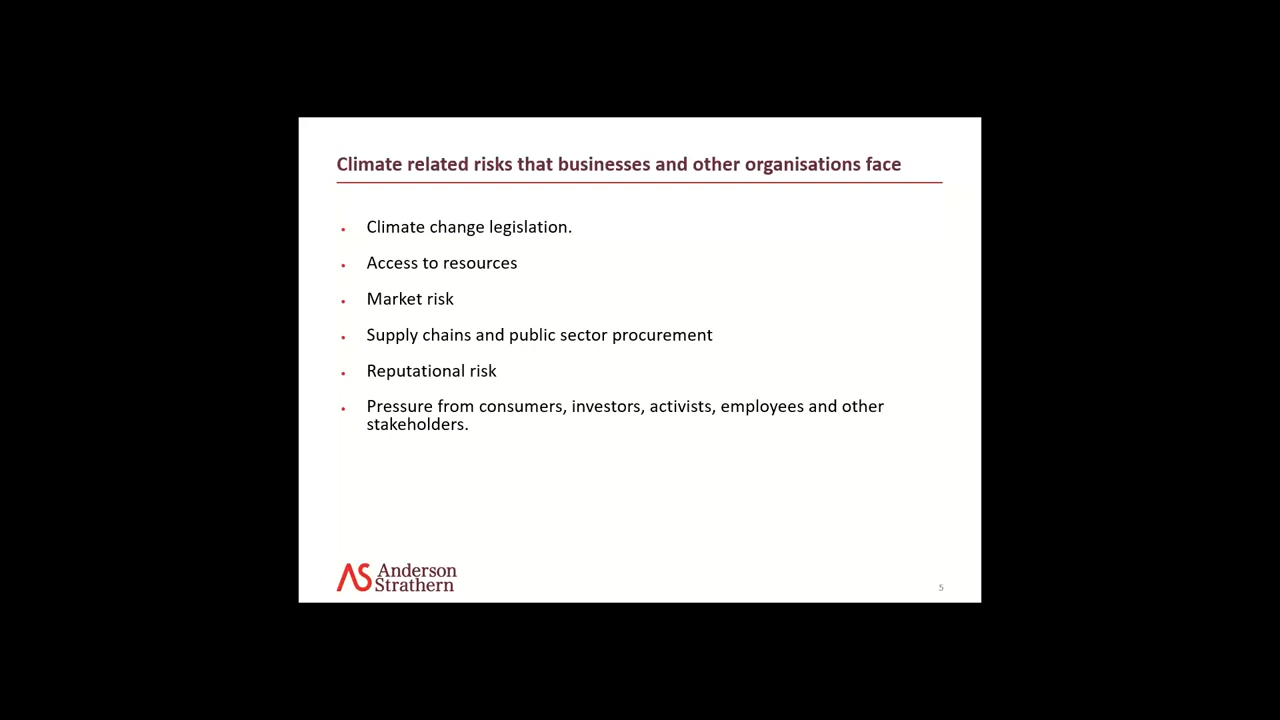 Climate related risks that businesses and other organisations face
• Climate change legislation.
• Access to resources
• Market risk
• Supply chains and public sector procurement
• Reputational risk
• Pressure from consumers, investors, activists, employees and other
stakeholders.
AS Anderson
Strathern
5